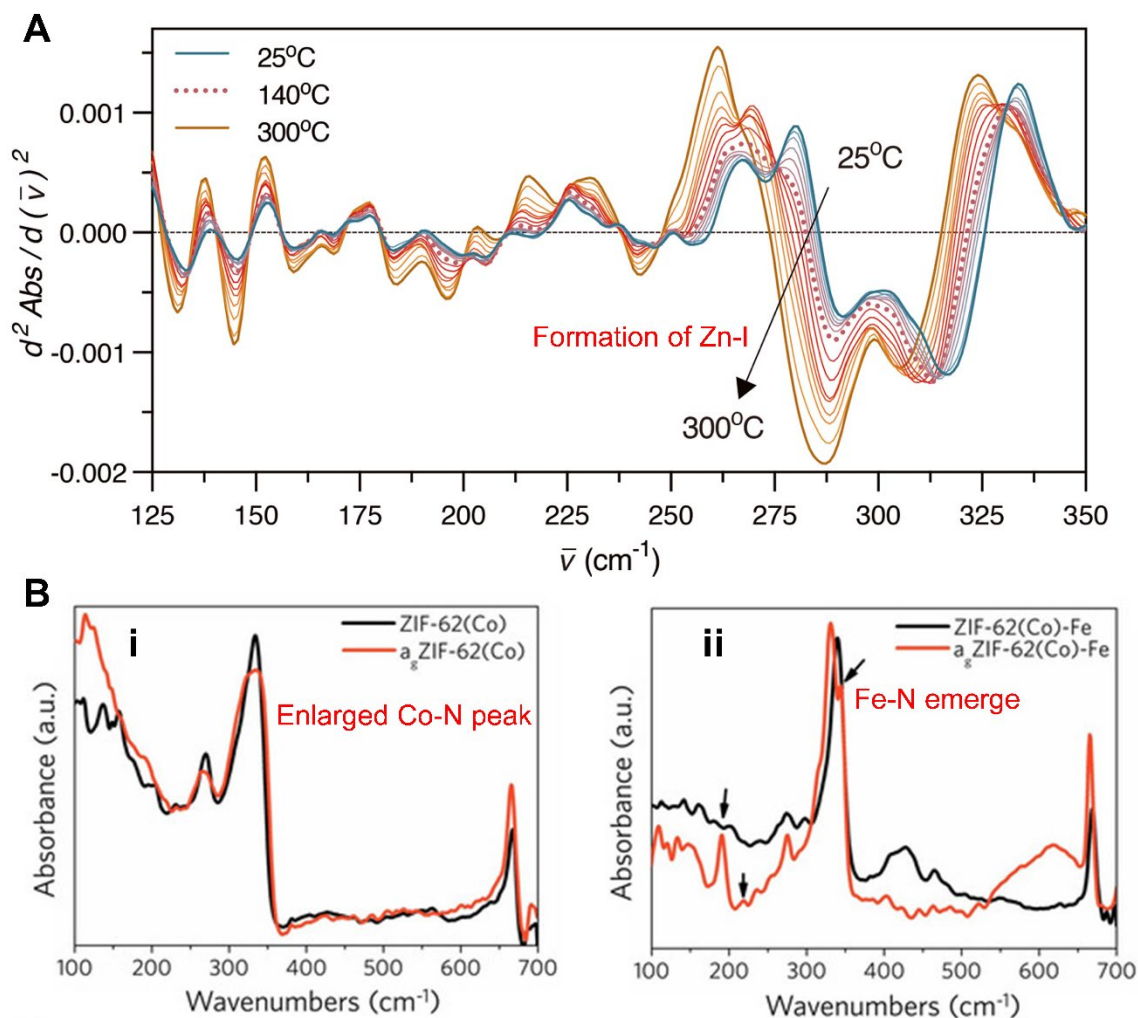 A
25°C
140°C
300°C
0.001
0.000
-0.001
-0.002
d² Abs / d (ν̄)²
25°C
Formation of Zn-I
300°C
125 150 175 200 225 250 275 300 325 350
ν̄ (cm⁻¹)
B
i
ZIF-62(Co)
agZIF-62(Co)
Enlarged Co-N peak
Absorbance (a.u.)
100 200 300 400 500 600 700
Wavenumbers (cm⁻¹)
ii
ZIF-62(Co)-Fe
agZIF-62(Co)-Fe
Fe-N emerge
Absorbance (a.u.)
100 200 300 400 500 600 700
Wavenumbers (cm⁻¹)